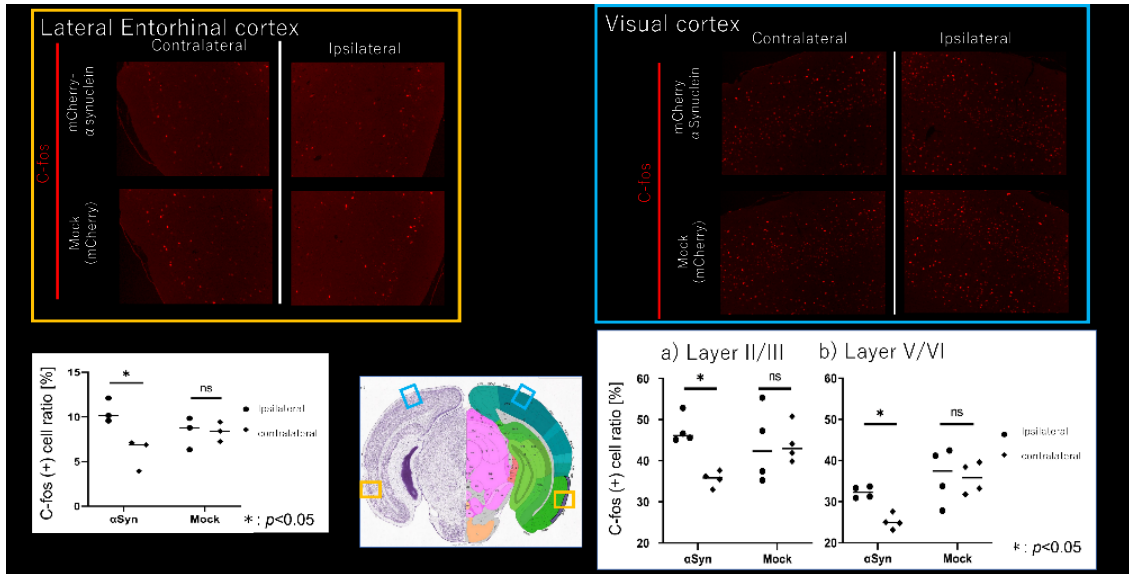 Lateral Entorhinal cortex
Contralateral
Ipsilateral
C-fos
mCherry-
α synuclein
Mock
(mCherry)
Visual cortex
Contralateral
Ipsilateral
C-fos
mCherry
α Synuclein
Mock
(mCherry)
C-fos (+) cell ratio [%]
15
10
5
0
*
ns
Ipsilateral
contralateral
αSyn
Mock
* : p<0.05
a) Layer II/III
C-fos (+) cell ratio [%]
60
50
40
30
20
*
ns
αSyn
Mock
b) Layer V/VI
60
50
40
30
20
*
ns
Ipsilateral
contralateral
αSyn
Mock
* : p<0.05